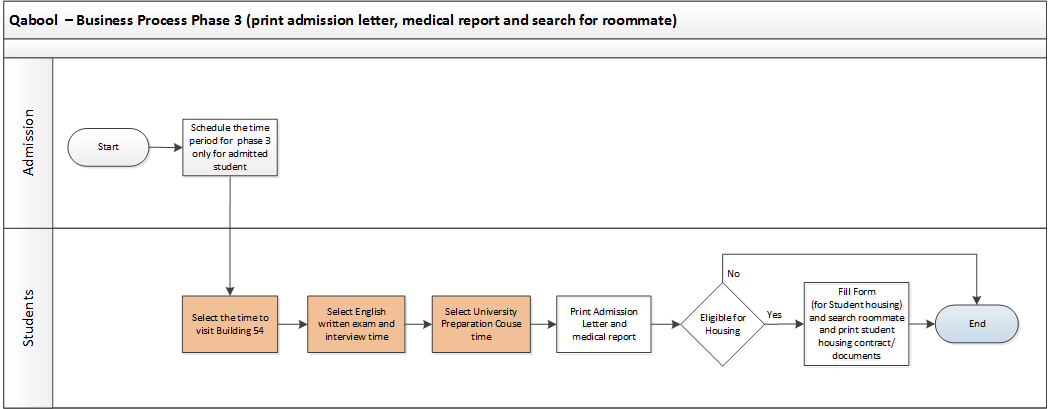 Qabool – Business Process Phase 3 (print admission letter, medical report and search for roommate)
Admission
Start
Schedule the time
period for phase 3
only for admitted
student
Students
Select the time to
visit Building 54
Select English
written exam and
interview time
Select University
Preparation Couse
time
Print Admission
Letter and
medical report
Eligible for
Housing
No
Yes
Fill Form
(for Student housing)
and search roommate
and print student
housing contract/
documents
End